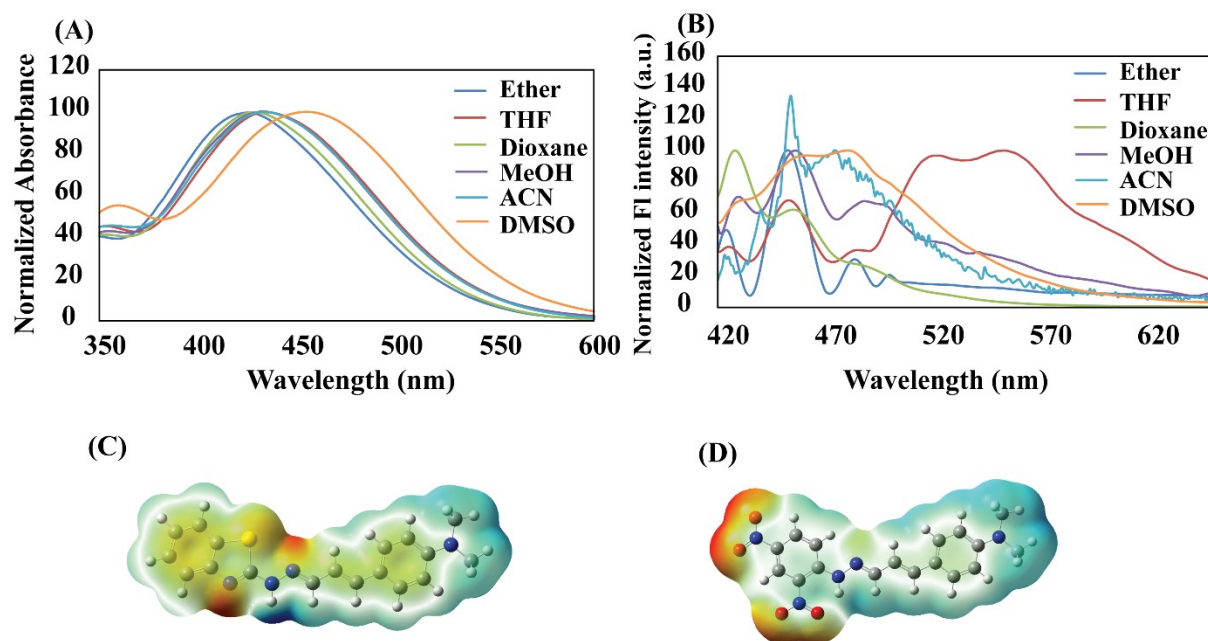 (A)
Normalized Absorbance
120
100
80
60
40
20
0
350 400 450 500 550 600
Wavelength (nm)
Ether
THF
Dioxane
MeOH
ACN
DMSO
(B)
Normalized Fl intensity (a.u.)
160
140
120
100
80
60
40
20
0
420 470 520 570 620
Wavelength (nm)
Ether
THF
Dioxane
MeOH
ACN
DMSO
(C)
(D)